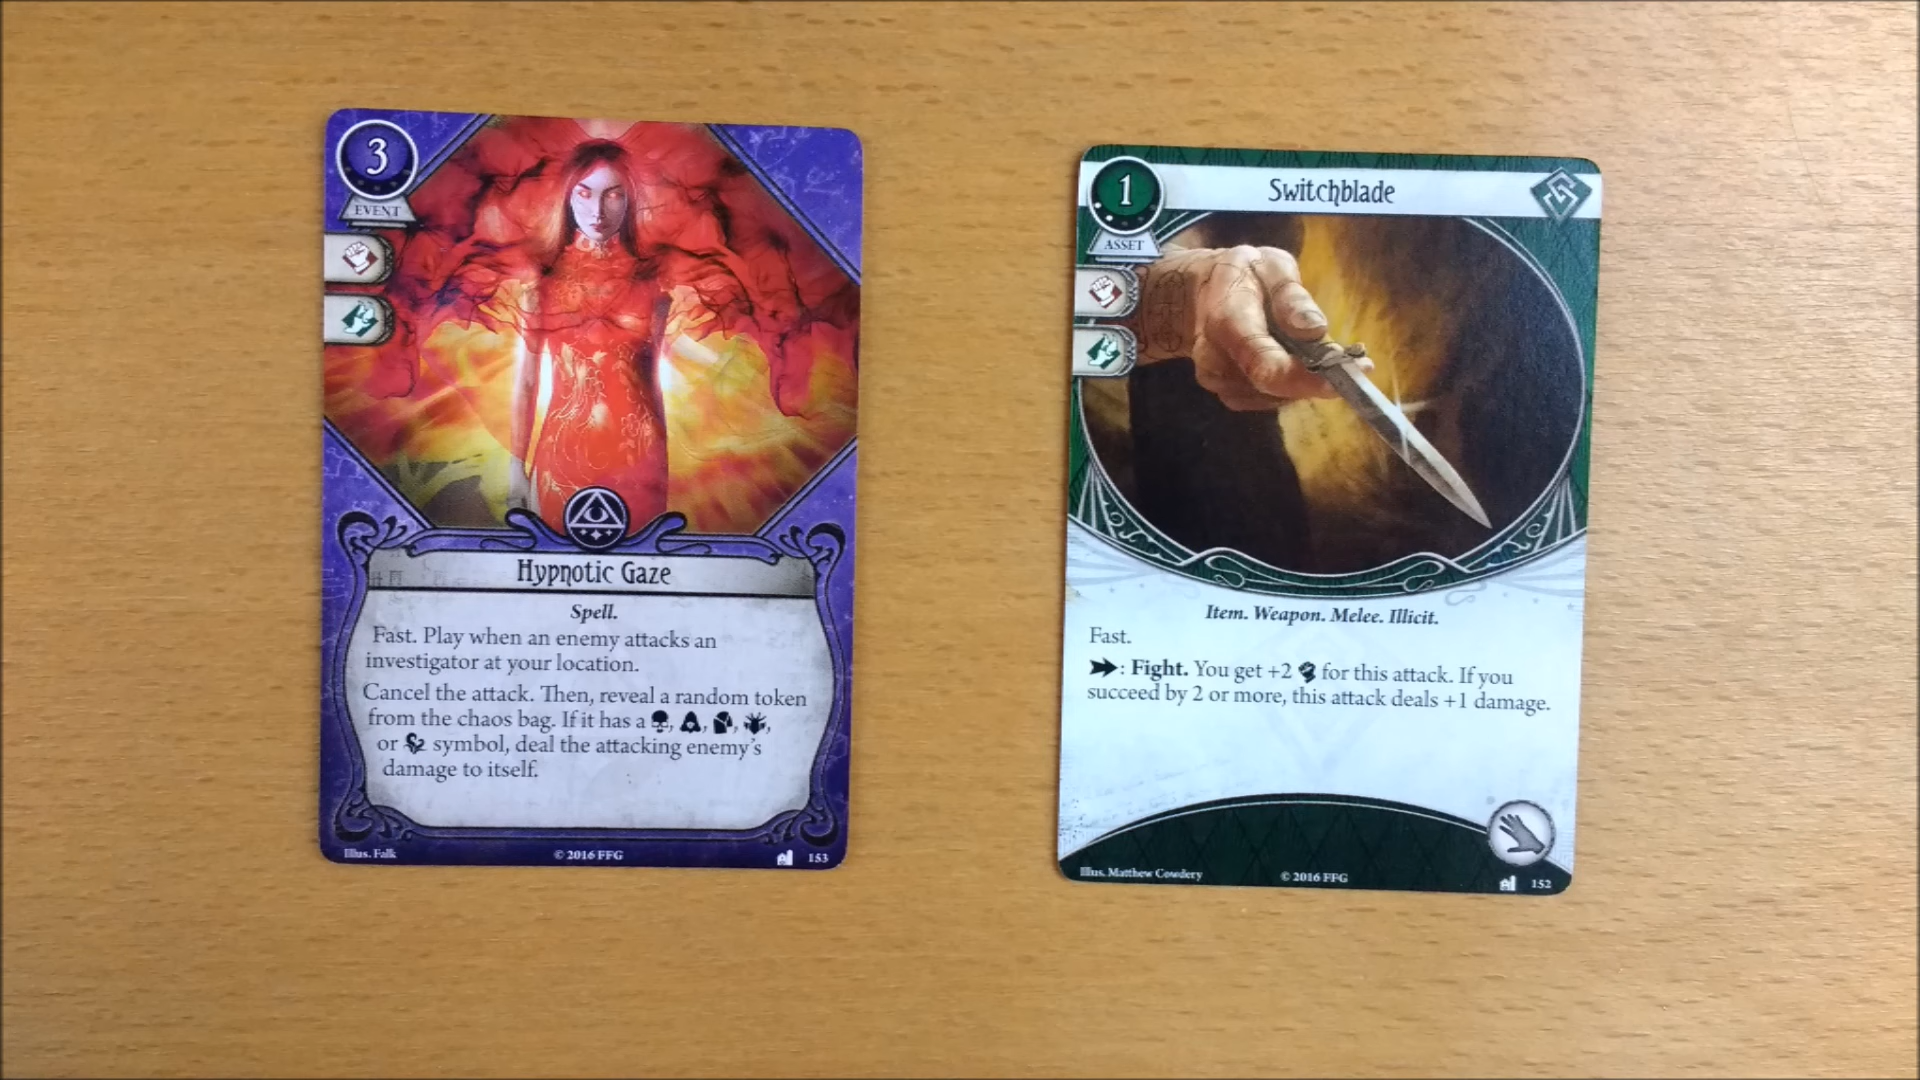 3
EVENT
Hypnotic Gaze
Spell.
Fast. Play when an enemy attacks an
investigator at your location.
Cancel the attack. Then, reveal a random token
from the chaos bag. If it has a , , , ,
or symbol, deal the attacking enemy's
damage to itself.
Illus. Falk
© 2016 FFG
153
1
Switchblade
ASSET
Item. Weapon. Melee. Illicit.
Fast.
: Fight. You get +2 for this attack. If you
succeed by 2 or more, this attack deals +1 damage.
Illus. Matthew Cowdery
© 2016 FFG
152